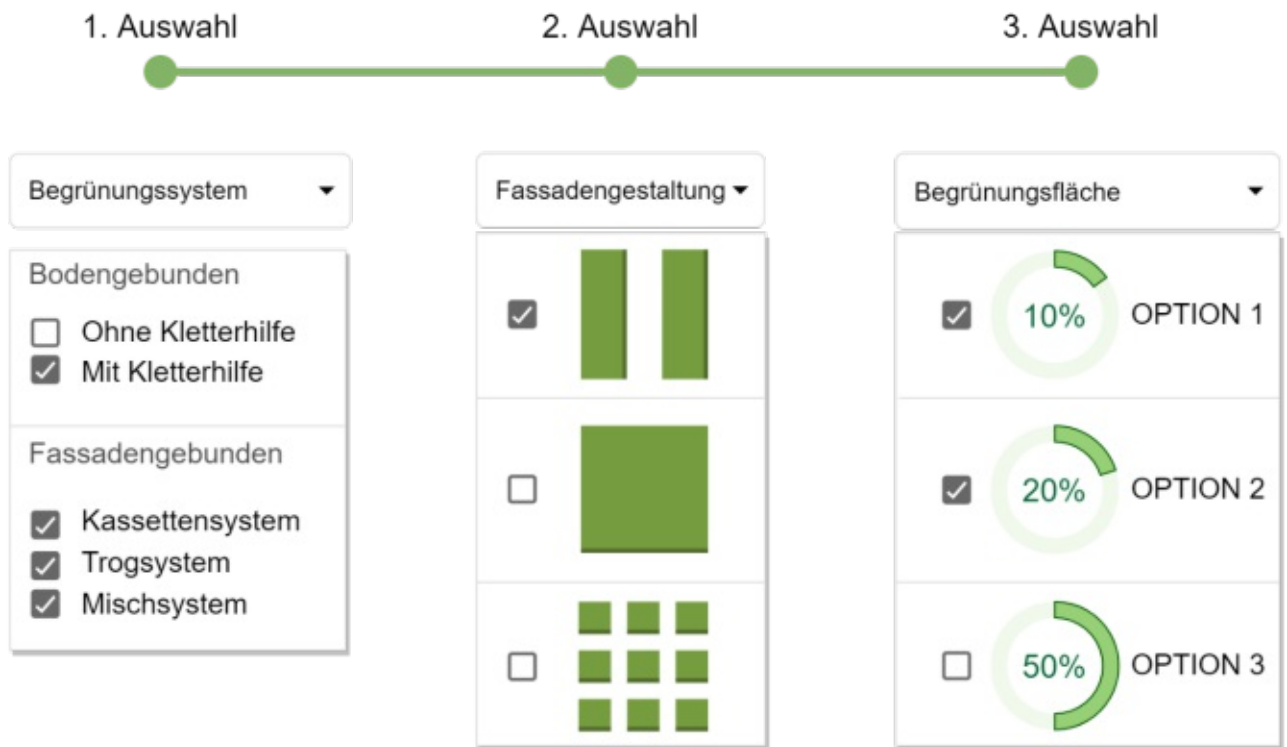 1. Auswahl
2. Auswahl
3. Auswahl
Begrünungssystem
Bodengebunden
Ohne Kletterhilfe
Mit Kletterhilfe
Fassadengebunden
Kassettensystem
Trogsystem
Mischsystem
Fassadengestaltung
Begrünungsfläche
10% OPTION 1
20% OPTION 2
50% OPTION 3